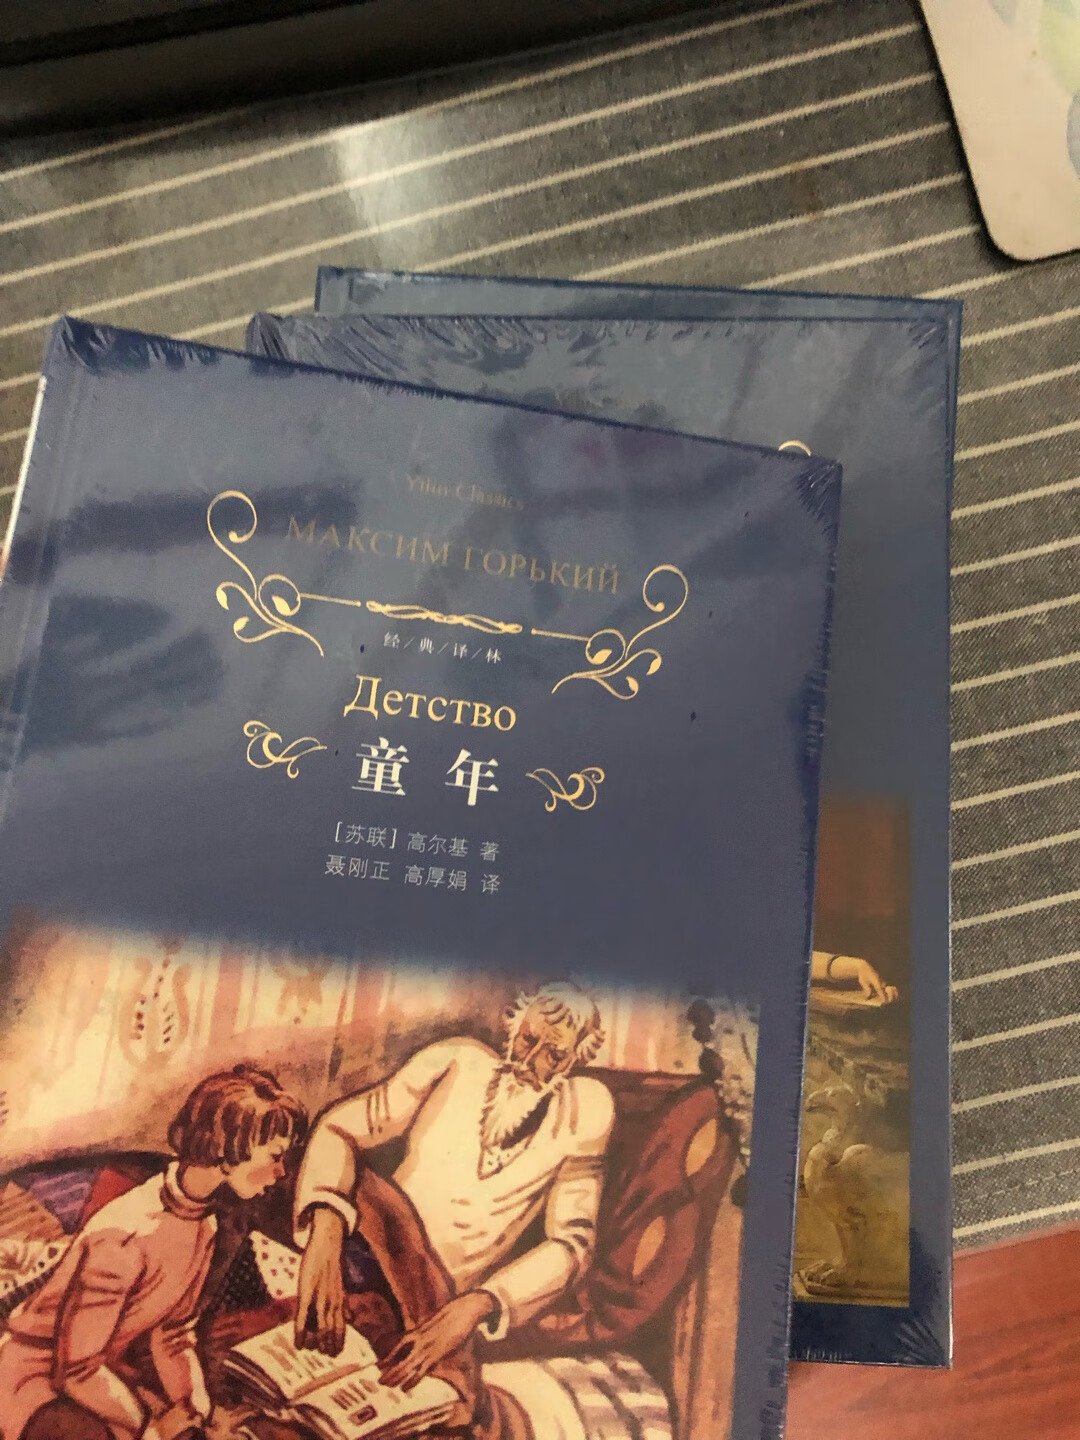 Yilin Classics
МАКСИМ ГОРЬКИЙ
经/典/译/林
Детство
童年
[苏联] 高尔基 著
聂刚正 高厚娟 译